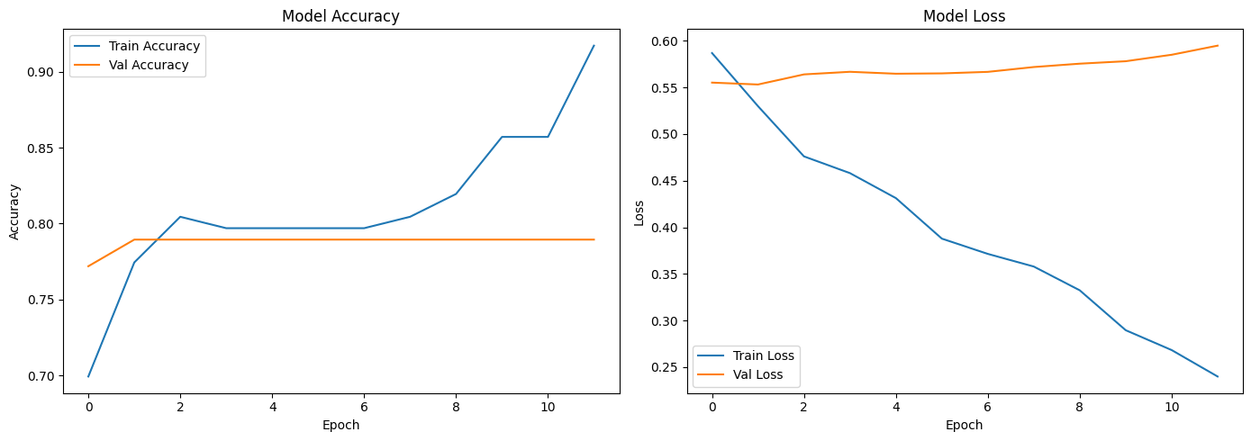 Model Accuracy
Train Accuracy
Val Accuracy
0.90
0.85
0.80
0.75
0.70
Accuracy
0 2 4 6 8 10
Epoch
Model Loss
0.60
0.55
0.50
0.45
0.40
0.35
0.30
0.25
Loss
Train Loss
Val Loss
0 2 4 6 8 10
Epoch